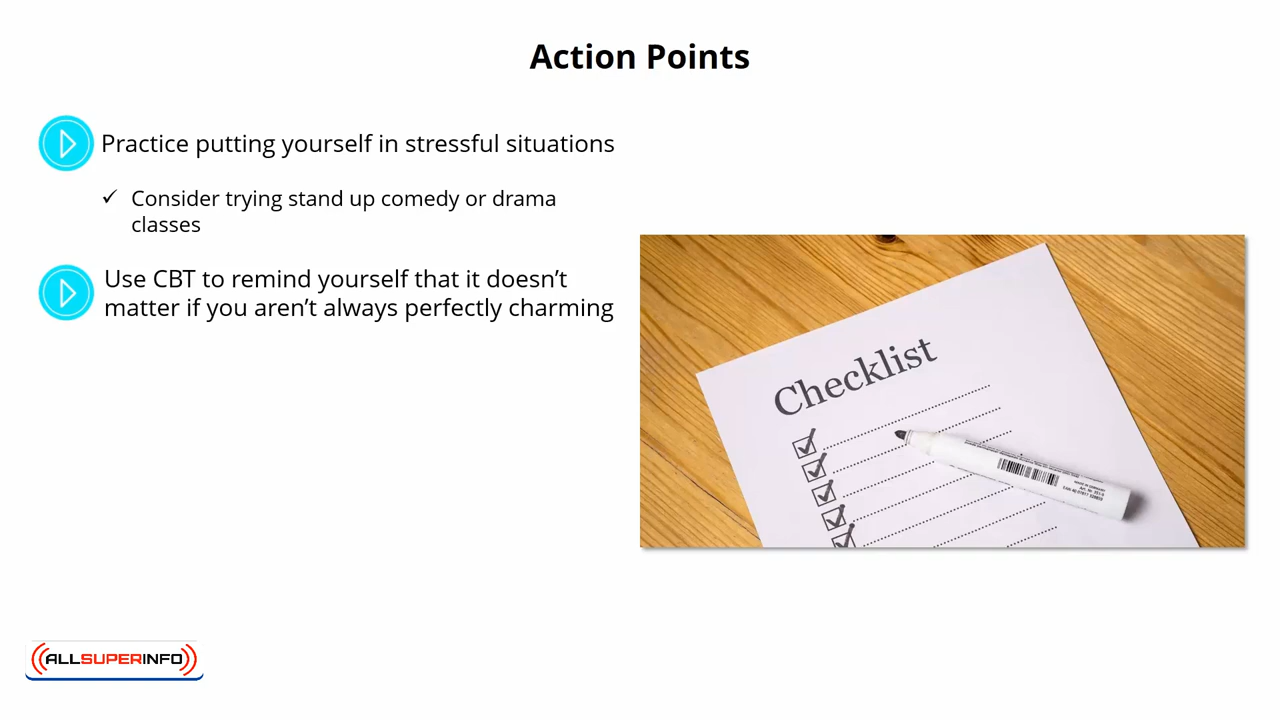 Action Points
Practice putting yourself in stressful situations
✓ Consider trying stand up comedy or drama
classes
Use CBT to remind yourself that it doesn’t
matter if you aren’t always perfectly charming
Checklist
ALLSUPERINFO